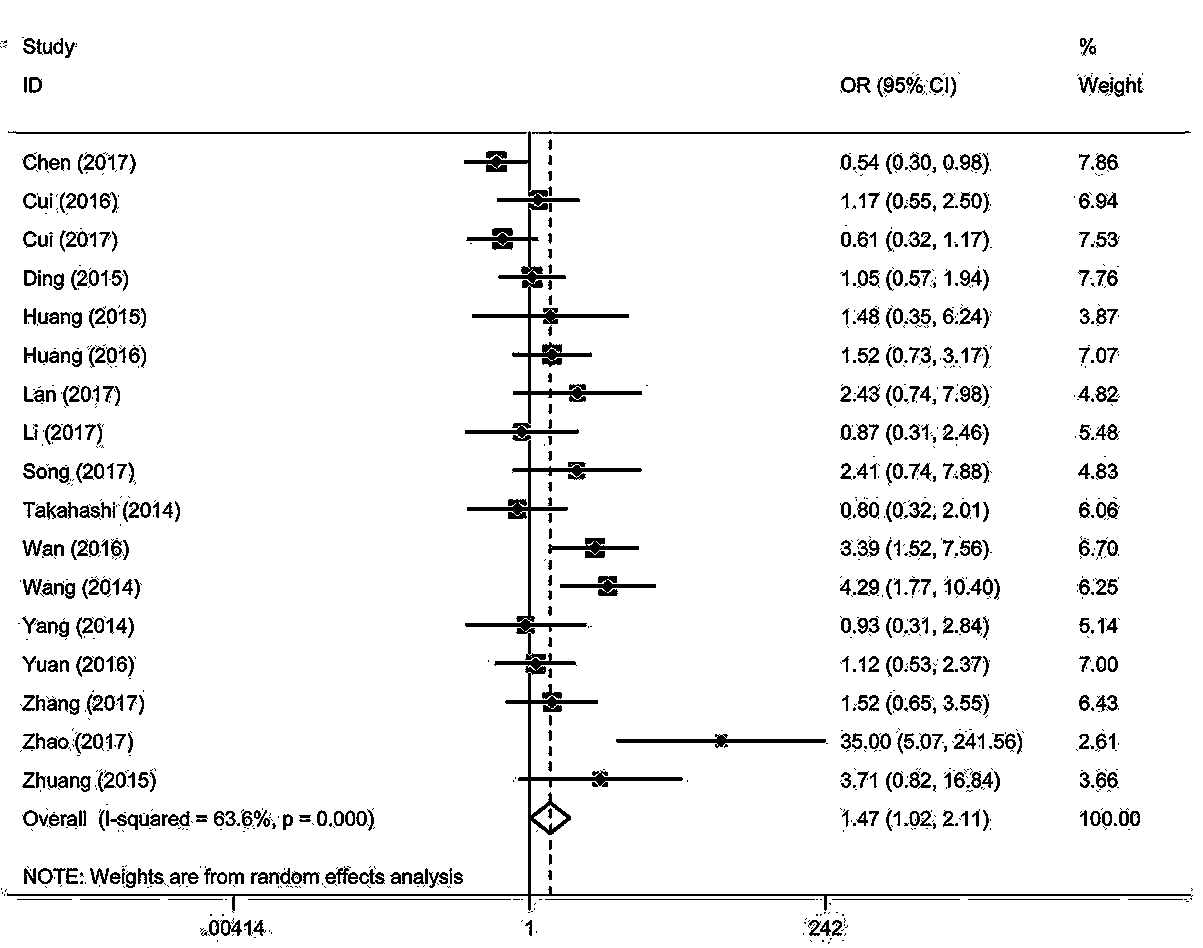 Study %
ID OR (95% CI) Weight
Chen (2017) 0.54 (0.30, 0.98) 7.86
Cui (2016) 1.17 (0.55, 2.50) 6.94
Cui (2017) 0.61 (0.32, 1.17) 7.53
Ding (2015) 1.05 (0.57, 1.94) 7.76
Huang (2015) 1.48 (0.35, 6.24) 3.87
Huang (2016) 1.52 (0.73, 3.17) 7.07
Lan (2017) 2.43 (0.74, 7.98) 4.82
Li (2017) 0.87 (0.31, 2.46) 5.48
Song (2017) 2.41 (0.74, 7.88) 4.83
Takahashi (2014) 0.80 (0.32, 2.01) 6.06
Wan (2016) 3.39 (1.52, 7.56) 6.70
Wang (2014) 4.29 (1.77, 10.40) 6.25
Yang (2014) 0.93 (0.31, 2.84) 5.14
Yuan (2016) 1.12 (0.53, 2.37) 7.00
Zhang (2017) 1.52 (0.65, 3.55) 6.43
Zhao (2017) 35.00 (5.07, 241.56) 2.61
Zhuang (2015) 3.71 (0.82, 16.84) 3.66
Overall (I-squared = 63.6%, p = 0.000) 1.47 (1.02, 2.11) 100.00
NOTE: Weights are from random effects analysis
.00414 1 242